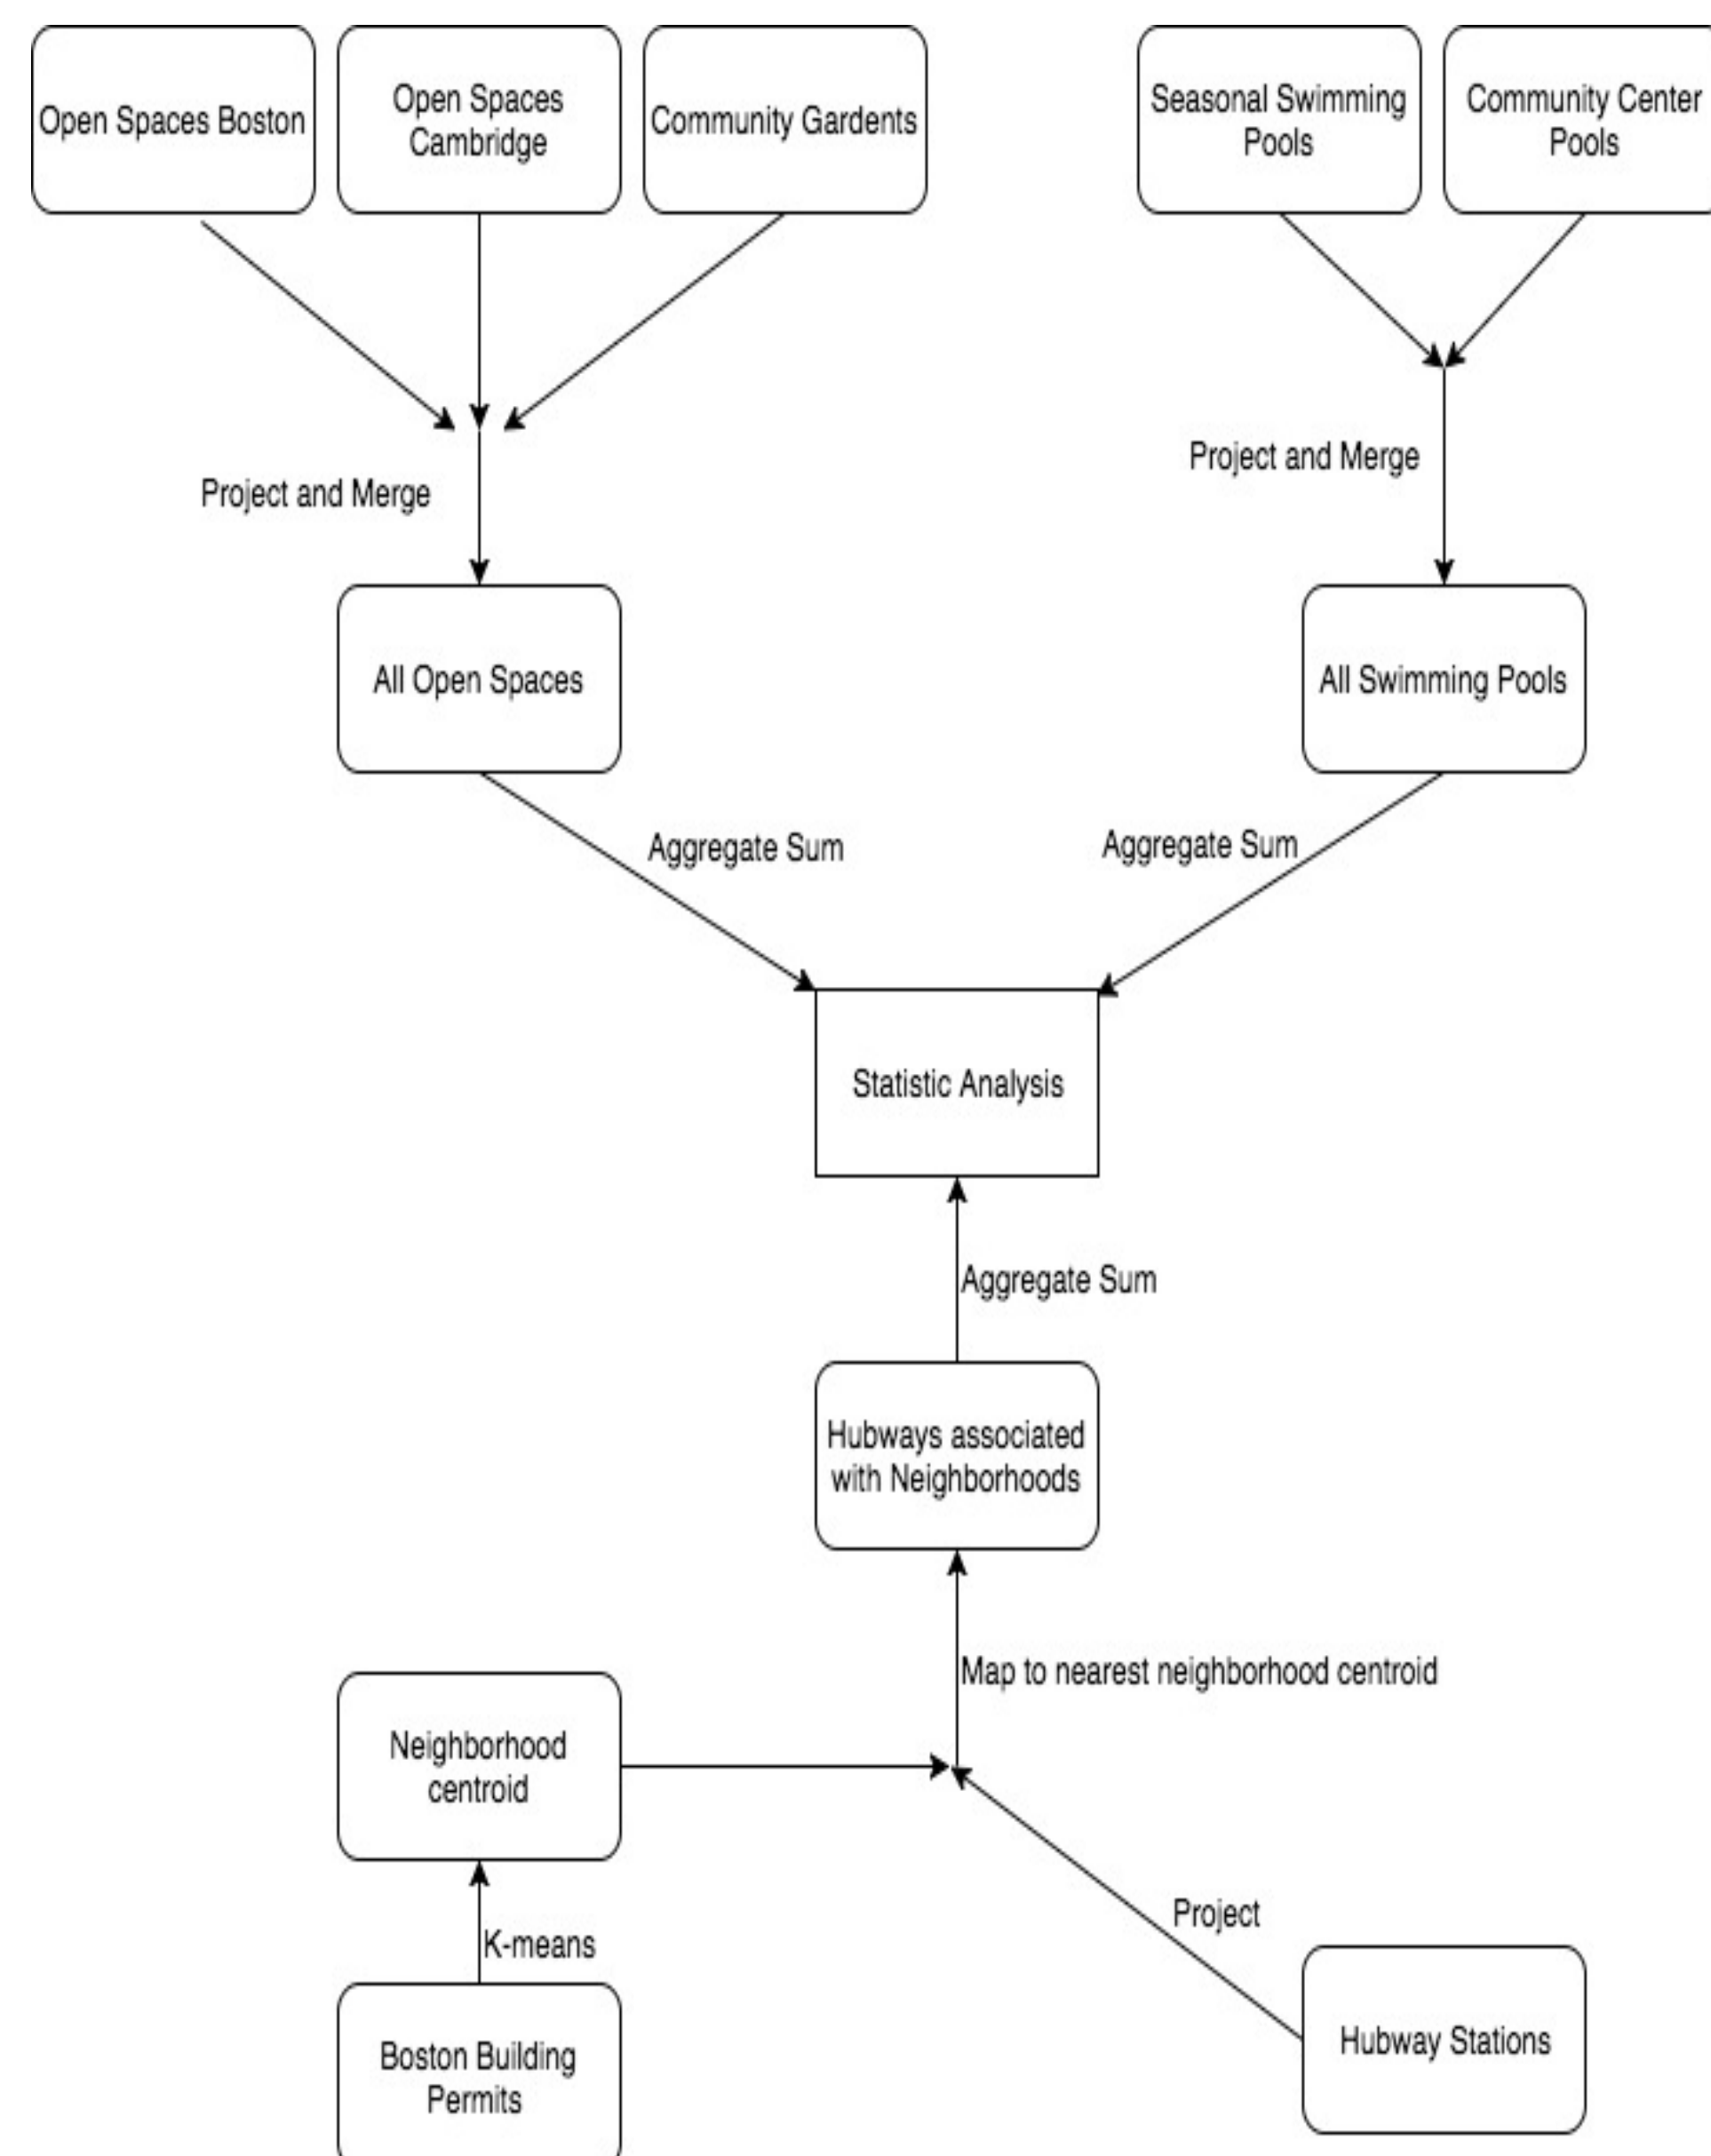 Open Spaces Boston
Open Spaces
Cambridge
Community Gardents
Seasonal Swimming
Pools
Community Center
Pools
Project and Merge
Project and Merge
All Open Spaces
All Swimming Pools
Aggregate Sum
Aggregate Sum
Statistic Analysis
Aggregate Sum
Hubways associated
with Neighborhoods
Map to nearest neighborhood centroid
Neighborhood
centroid
Project
K-means
Hubway Stations
Boston Building
Permits